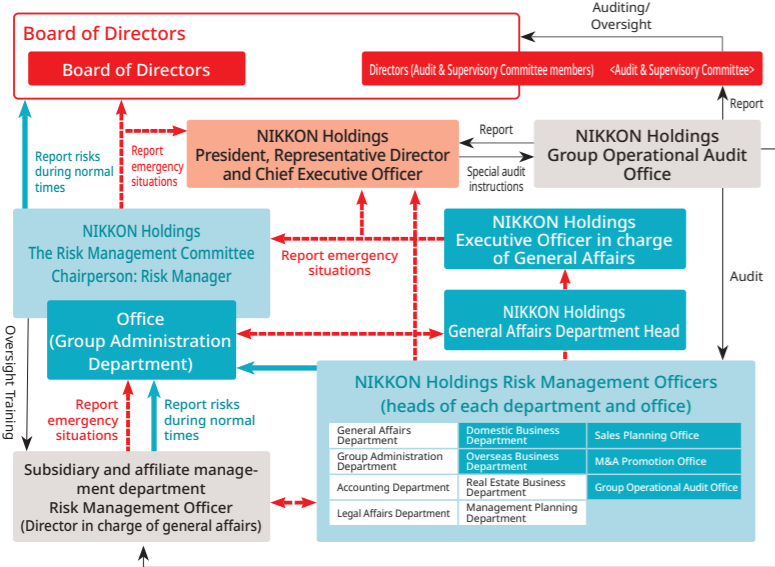 Auditing/
Oversight
Board of Directors
Board of Directors
Directors (Audit & Supervisory Committee members)
<Audit & Supervisory Committee>
Report
Report risks
during normal
times
Report
emergency
situations
NIKKON Holdings
President, Representative Director
and Chief Executive Officer
Report
Special audit
instructions
NIKKON Holdings
Group Operational Audit
Office
NIKKON Holdings
The Risk Management Committee
Chairperson: Risk Manager
Report emergency
situations
NIKKON Holdings
Executive Officer in charge
of General Affairs
Audit
Office
(Group Administration
Department)
NIKKON Holdings
General Affairs Department Head
Oversight Training
Report
emergency
situations
Report risks
during normal
times
NIKKON Holdings Risk Management Officers
(heads of each department and office)
General Affairs
Department
Domestic Business
Department
Sales Planning Office
Group Administration
Department
Overseas Business
Department
M&A Promotion Office
Accounting Department
Real Estate Business
Department
Group Operational Audit Office
Legal Affairs Department
Management Planning
Department
Subsidiary and affiliate manage-
ment department
Risk Management Officer
(Director in charge of general affairs)